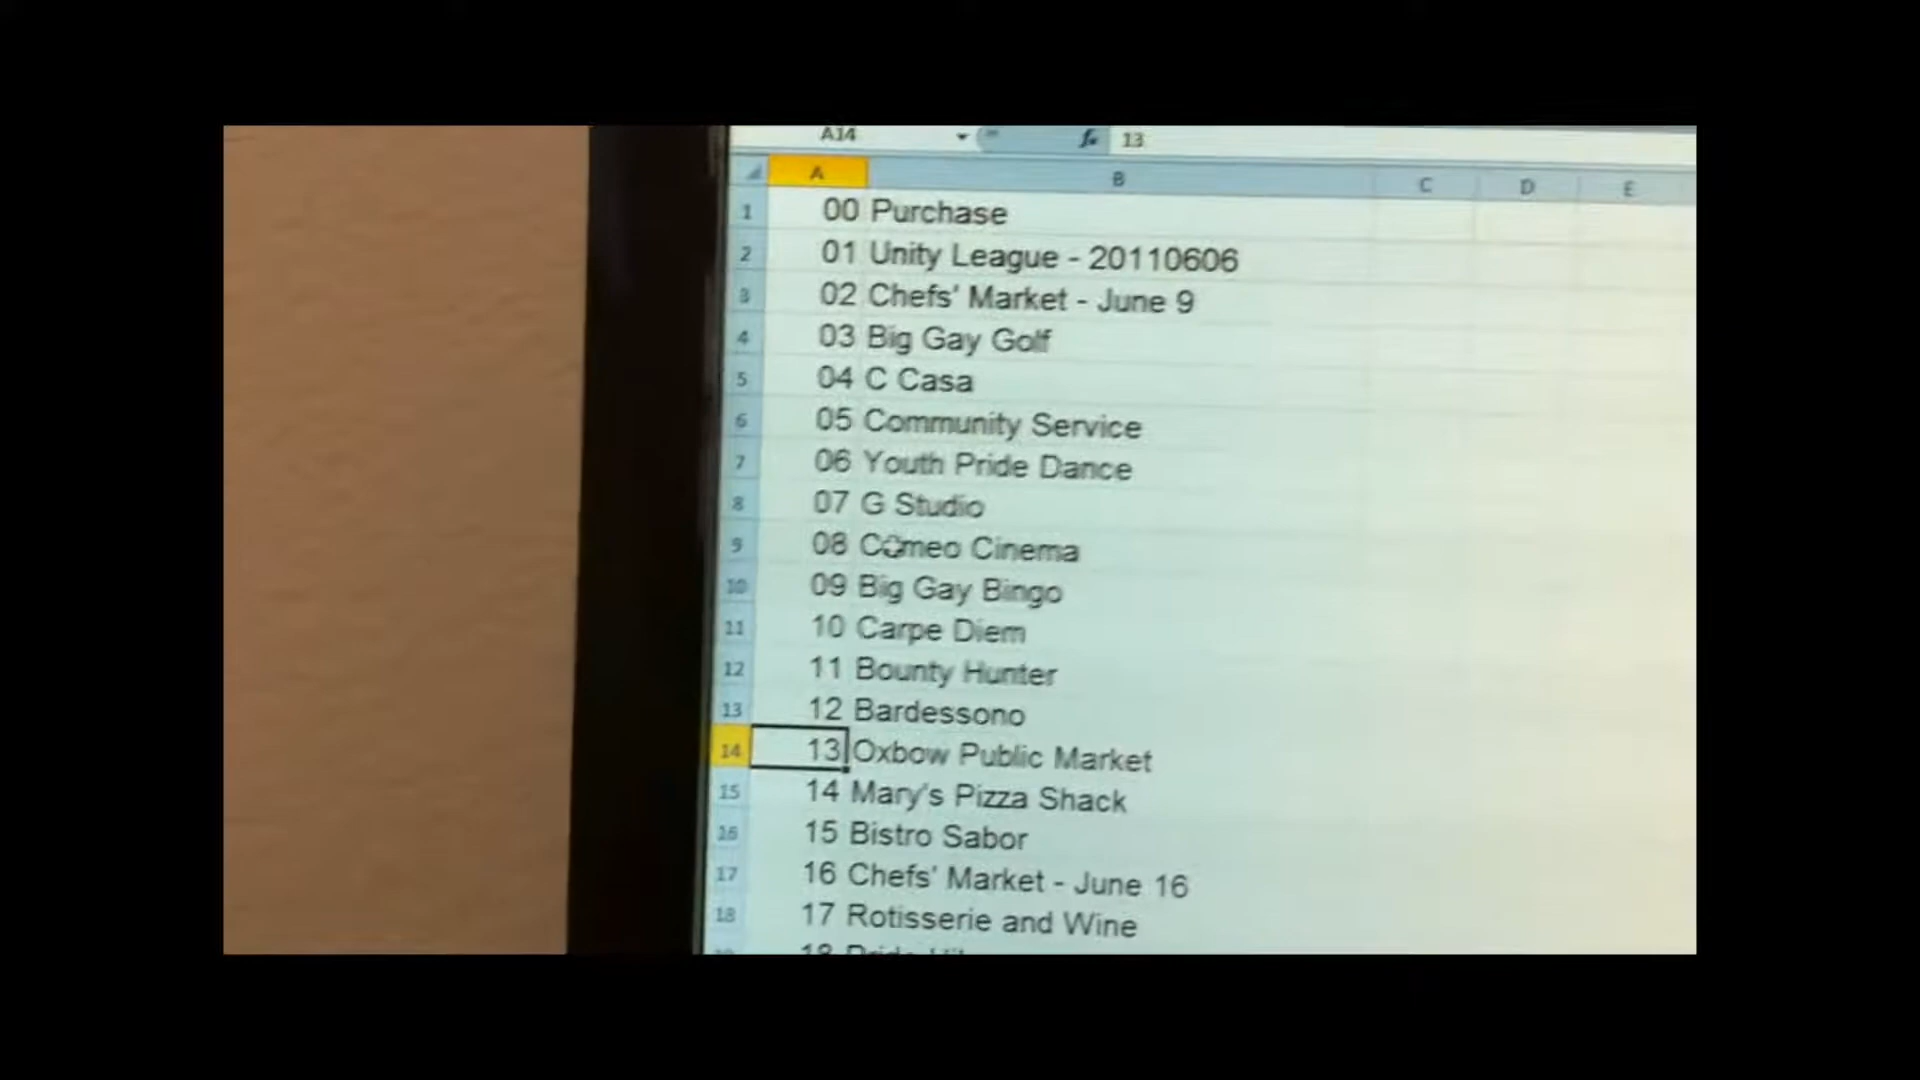 A14 fx 13
A B C D E
1 00 Purchase
2 01 Unity League - 20110606
3 02 Chefs' Market - June 9
4 03 Big Gay Golf
5 04 C Casa
6 05 Community Service
7 06 Youth Pride Dance
8 07 G Studio
9 08 Cameo Cinema
10 09 Big Gay Bingo
11 10 Carpe Diem
12 11 Bounty Hunter
13 12 Bardessono
14 13 Oxbow Public Market
15 14 Mary's Pizza Shack
16 15 Bistro Sabor
17 16 Chefs' Market - June 16
18 17 Rotisserie and Wine
18